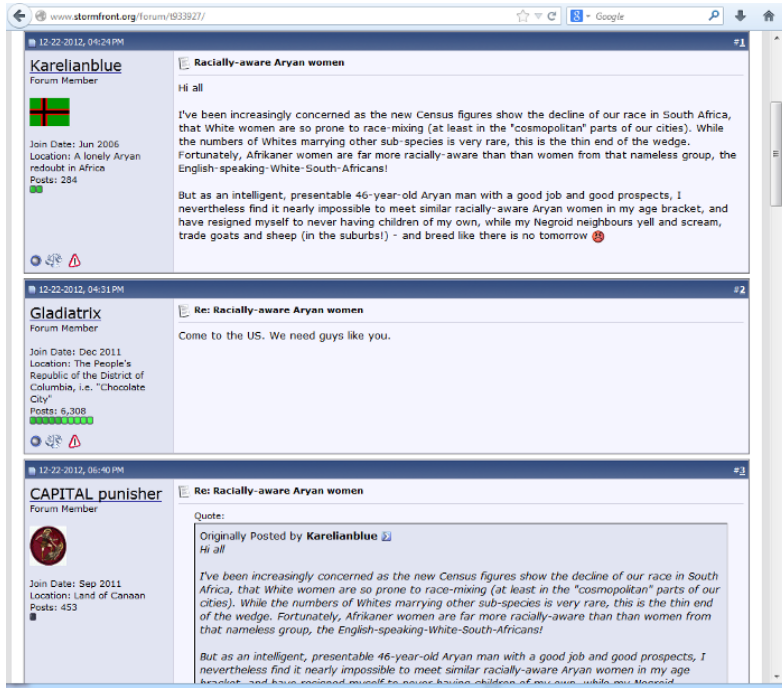 www.stormfront.org/forum/t933927/
Google
12-22-2012, 04:24 PM
#1
Karelianblue
Forum Member
Join Date: Jun 2006
Location: A lonely Aryan
redoubt in Africa
Posts: 284
Racially-aware Aryan women
Hi all
I've been increasingly concerned as the new Census figures show the decline of our race in South Africa,
that White women are so prone to race-mixing (at least in the "cosmopolitan" parts of our cities). While
the numbers of Whites marrying other sub-species is very rare, this is the thin end of the wedge.
Fortunately, Afrikaner women are far more racially-aware than than women from that nameless group, the
English-speaking-White-South-Africans!
But as an intelligent, presentable 46-year-old Aryan man with a good job and good prospects, I
nevertheless find it nearly impossible to meet similar racially-aware Aryan women in my age bracket, and
have resigned myself to never having children of my own, while my Negroid neighbours yell and scream,
trade goats and sheep (in the suburbs!) - and breed like there is no tomorrow
12-22-2012, 04:31 PM
#2
Gladiatrix
Forum Member
Join Date: Dec 2011
Location: The People's
Republic of the District of
Columbia, i.e. "Chocolate
City"
Posts: 6,308
Re: Racially-aware Aryan women
Come to the US. We need guys like you.
12-22-2012, 06:40 PM
#3
CAPITAL punisher
Forum Member
Join Date: Sep 2011
Location: Land of Canaan
Posts: 453
Re: Racially-aware Aryan women
Quote:
Originally Posted by Karelianblue
Hi all
I've been increasingly concerned as the new Census figures show the decline of our race in South
Africa, that White women are so prone to race-mixing (at least in the "cosmopolitan" parts of our
cities). While the numbers of Whites marrying other sub-species is very rare, this is the thin end
of the wedge. Fortunately, Afrikaner women are far more racially-aware than than women from
that nameless group, the English-speaking-White-South-Africans!
But as an intelligent, presentable 46-year-old Aryan man with a good job and good prospects, I
nevertheless find it nearly impossible to meet similar racially-aware Aryan women in my age
bracket, and have resigned myself to never having children of my own, while my Negroid